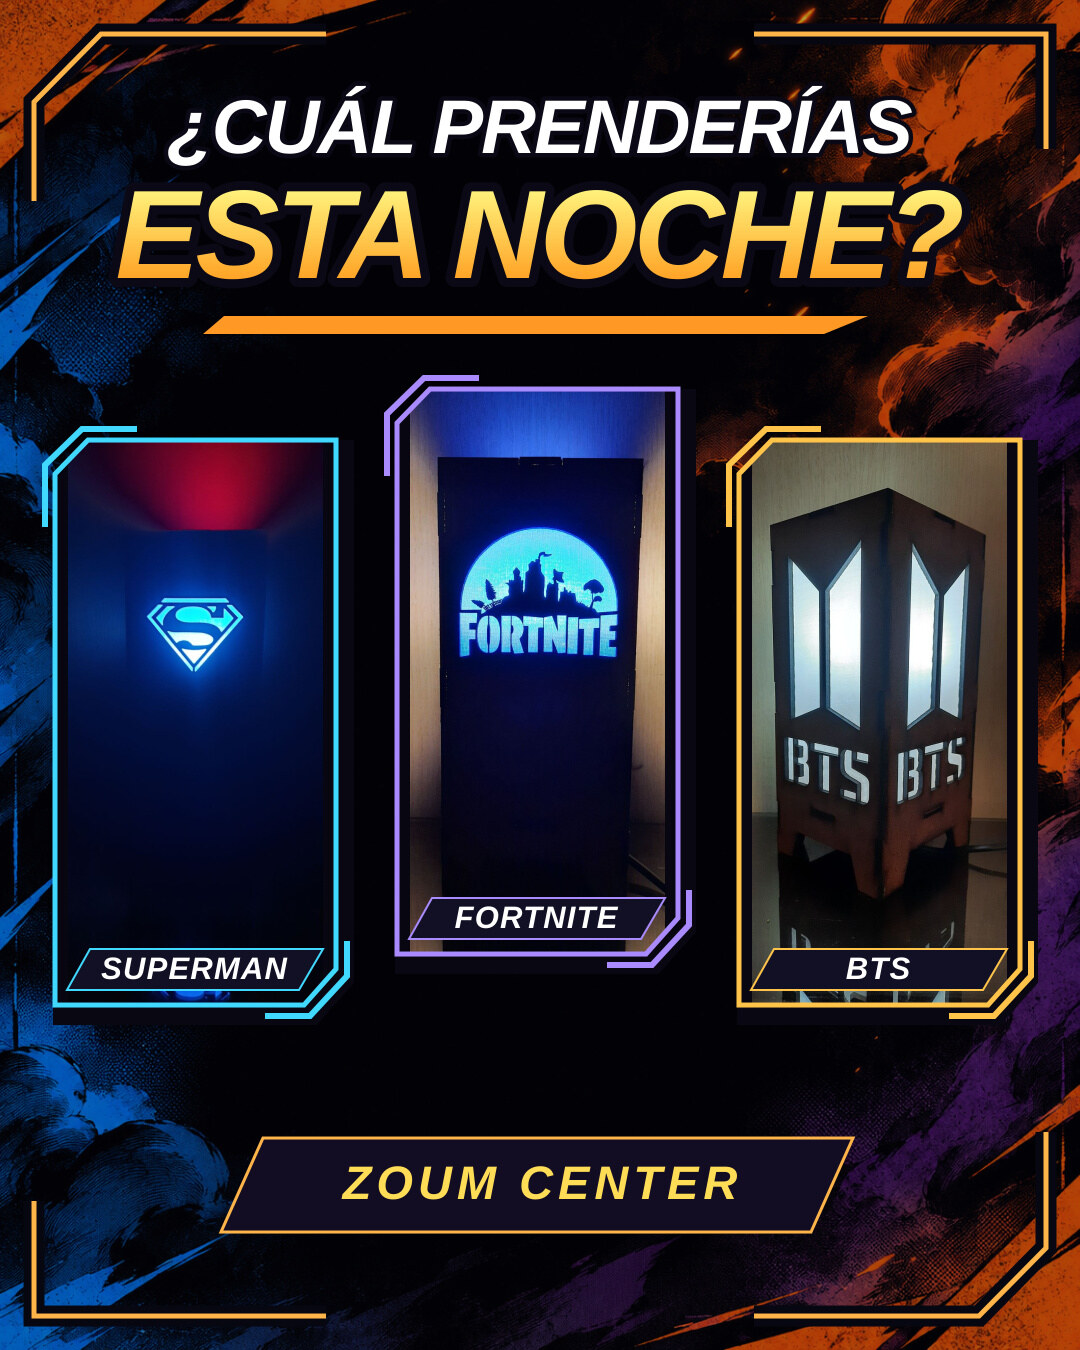 ¿CUÁL PRENDERÍAS
ESTA NOCHE?
S
SUPERMAN
FORTNITE
FORTNITE
BTS BTS
BTS
ZOUM CENTER